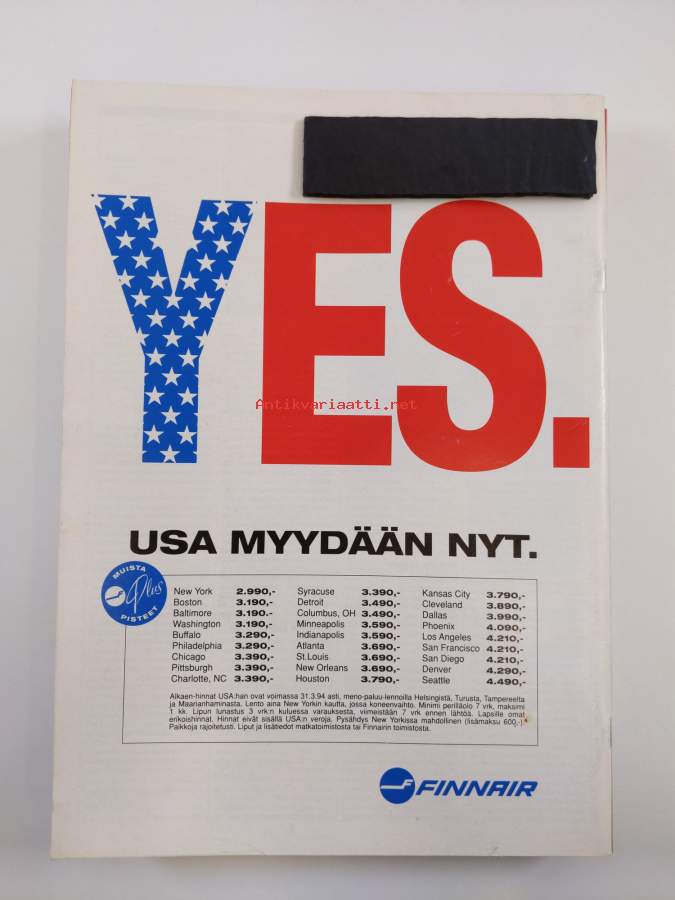 YES.
Antikvariaatti.net
USA MYYDÄÄN NYT.
MUISTA
Plus
PISTEET
New York 2.990,-
Boston 3.190,-
Baltimore 3.190.-
Washington 3.190,-
Buffalo 3.290,-
Philadelphia 3.290,-
Chicago 3.390,-
Pittsburgh 3.390,-
Charlotte, NC 3.390,-
Syracuse 3.390,-
Detroit 3.490,-
Columbus, OH 3.490,-
Minneapolis 3.590,-
Indianapolis 3.590,-
Atlanta 3.690,-
St.Louis 3.690,-
New Orleans 3.690,-
Houston 3.790,-
Kansas City 3.790,-
Cleveland 3.890,-
Dallas 3.990,-
Phoenix 4.090,-
Los Angeles 4.210,-
San Francisco 4.210,-
San Diego 4.210,-
Denver 4.290,-
Seattle 4.490,-
Alkaen-hinnat USA:han ovat voimassa 31.3.94 asti, meno-paluu-lennoilla Helsingistä, Turusta, Tampereelta
ja Maarianhaminasta. Lento aina New Yorkin kautta, jossa koneenvaihto. Minimi perilläolo 7 vrk, maksimi
1 kk. Lipun lunastus 3 vrk:n kuluessa varauksesta, viimeistään 7 vrk ennen lähtöä. Lapsille omat
erikoishinnat. Hinnat eivät sisällä USA:n veroja. Pysähdys New Yorkissa mahdollinen (lisämaksu 600,-).
Paikkoja rajoitetusti. Liput ja lisätiedot matkatoimistosta tai Finnairin toimistosta.
FINNAIR